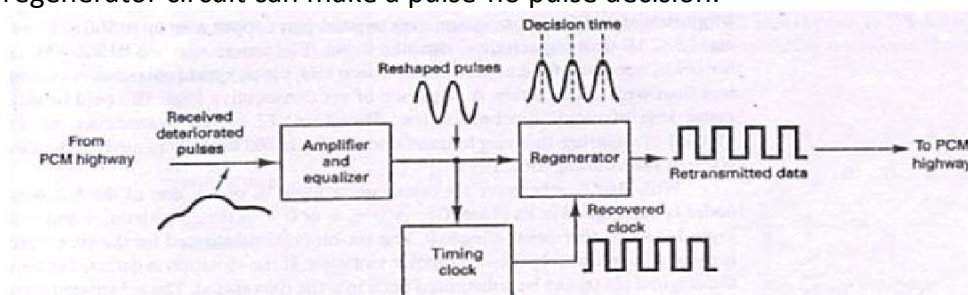 regenerator circuit can make a pulse-no pulse decision.
Decision time
Reshaped pulses
Received
deteriorated
pulses
From
PCM highway
Amplifier
and
equalizer
Regenerator
To PCM
highway
Retransmitted data
Recovered
clock
Timing
clock